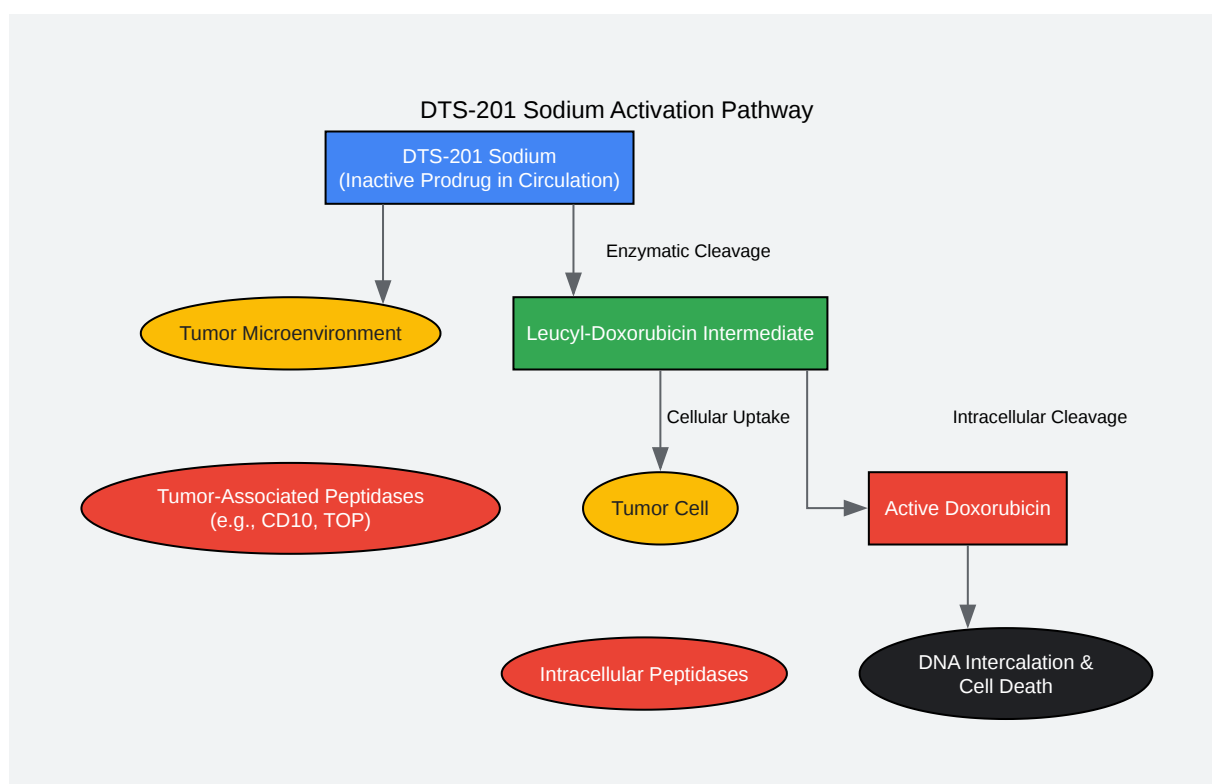 DTS-201 Sodium Activation Pathway
DTS-201 Sodium
(Inactive Prodrug in Circulation)
Enzymatic Cleavage
Tumor Microenvironment
Leucyl-Doxorubicin Intermediate
Cellular Uptake
Intracellular Cleavage
Tumor-Associated Peptidases
(e.g., CD10, TOP)
Tumor Cell
Active Doxorubicin
Intracellular Peptidases
DNA Intercalation &
Cell Death